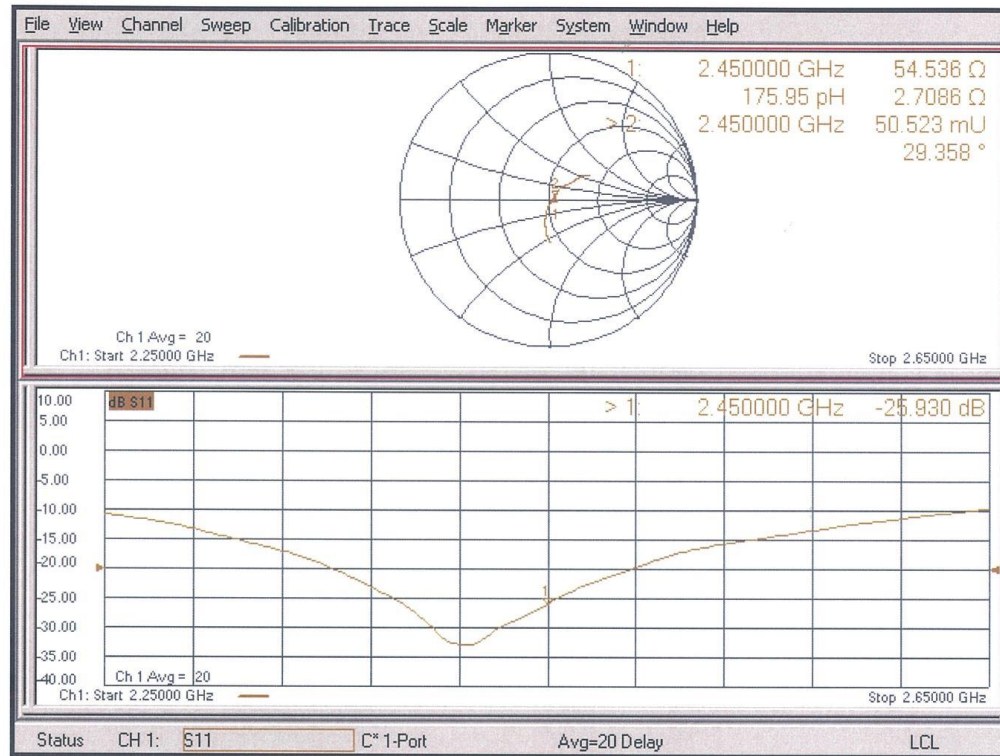 File View Channel Sweep Calibration Trace Scale Marker System Window Help
1: 2.450000 GHz 54.536 Ω
175.95 pH 2.7086 Ω
> 2: 2.450000 GHz 50.523 mU
29.358 °
2
1
Ch 1 Avg = 20
Ch1: Start 2.25000 GHz
Stop 2.65000 GHz
10.00
dB S11
> 1: 2.450000 GHz -25.930 dB
5.00
0.00
-5.00
-10.00
-15.00
-20.00
-25.00
1
-30.00
-35.00
-40.00
Ch 1 Avg = 20
Ch1: Start 2.25000 GHz
Stop 2.65000 GHz
Status CH 1: S11 C* 1-Port Avg=20 Delay LCL